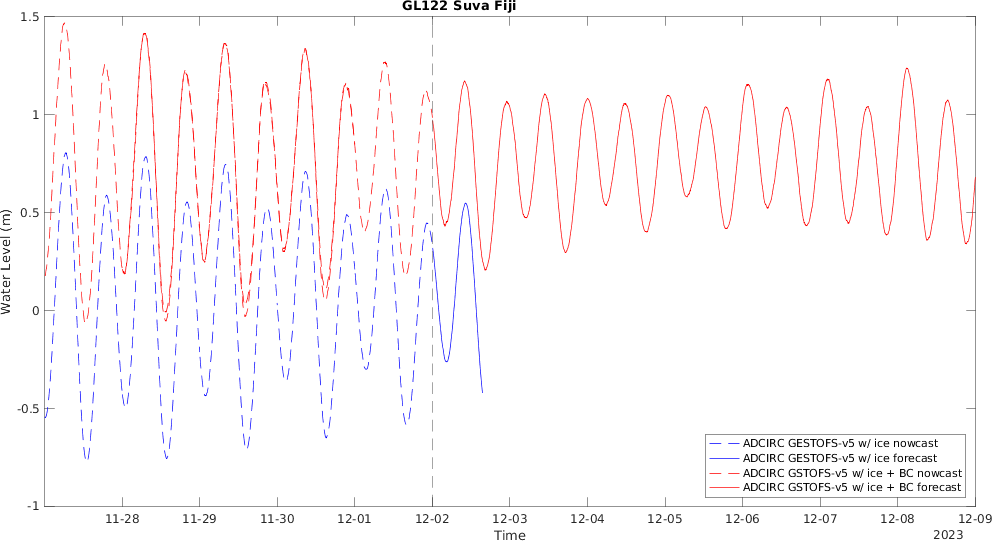 GL122 Suva Fiji
1.5
1
0.5
0
-0.5
-1
Water Level (m)
11-28 11-29 11-30 12-01 12-02 12-03 12-04 12-05 12-06 12-07 12-08 12-09
Time
2023
ADCIRC GESTOFS-v5 w/ ice nowcast
ADCIRC GESTOFS-v5 w/ ice forecast
ADCIRC GSTOFS-v5 w/ ice + BC nowcast
ADCIRC GSTOFS-v5 w/ ice + BC forecast